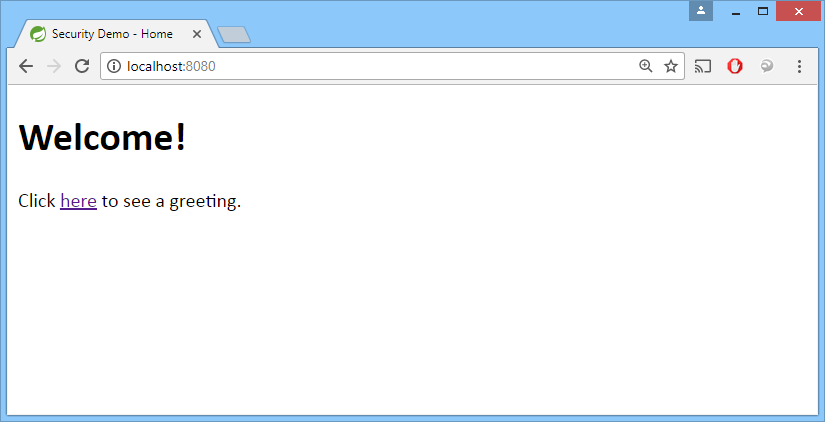 Security Demo - Home
localhost:8080
Welcome!
Click here to see a greeting.